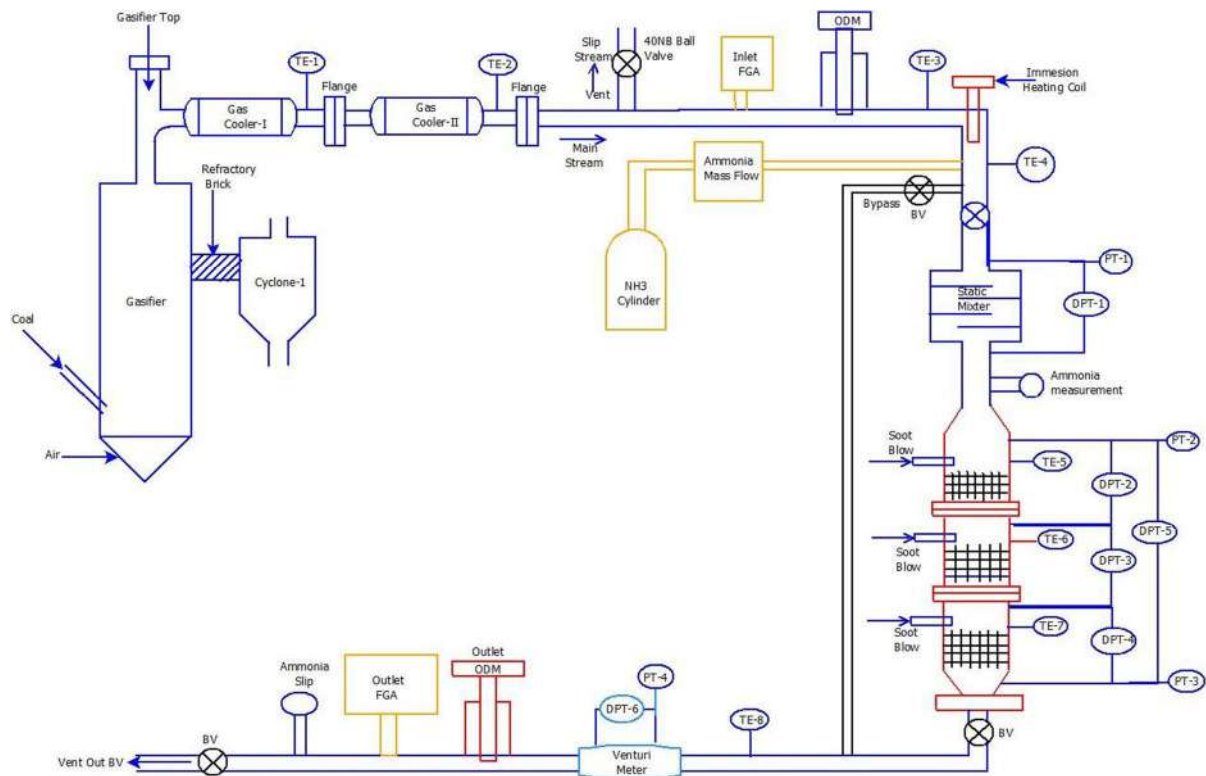 Gasifier Top
TE-1
Flange
TE-2
Flange
Slip
Stream
Vent
40NB Ball
Valve
Inlet
FGA
ODM
TE-3
Immesion
Heating Coil
Gas
Cooler-I
Gas
Cooler-II
Main
Stream
Ammonia
Mass Flow
TE-4
Refractory
Brick
Bypass
BV
Cyclone-1
Gasifier
NH3
Cylinder
PT-1
Static
Mixter
DPT-1
Coal
Ammonia
measurement
Air
Soot
Blow
PT-2
TE-5
DPT-2
DPT-5
Soot
Blow
TE-6
DPT-3
Soot
Blow
TE-7
DPT-4
PT-3
Ammonia
Slip
Outlet
FGA
Outlet
ODM
PT-4
DPT-6
TE-8
BV
BV
Vent Out BV
Venturi
Meter